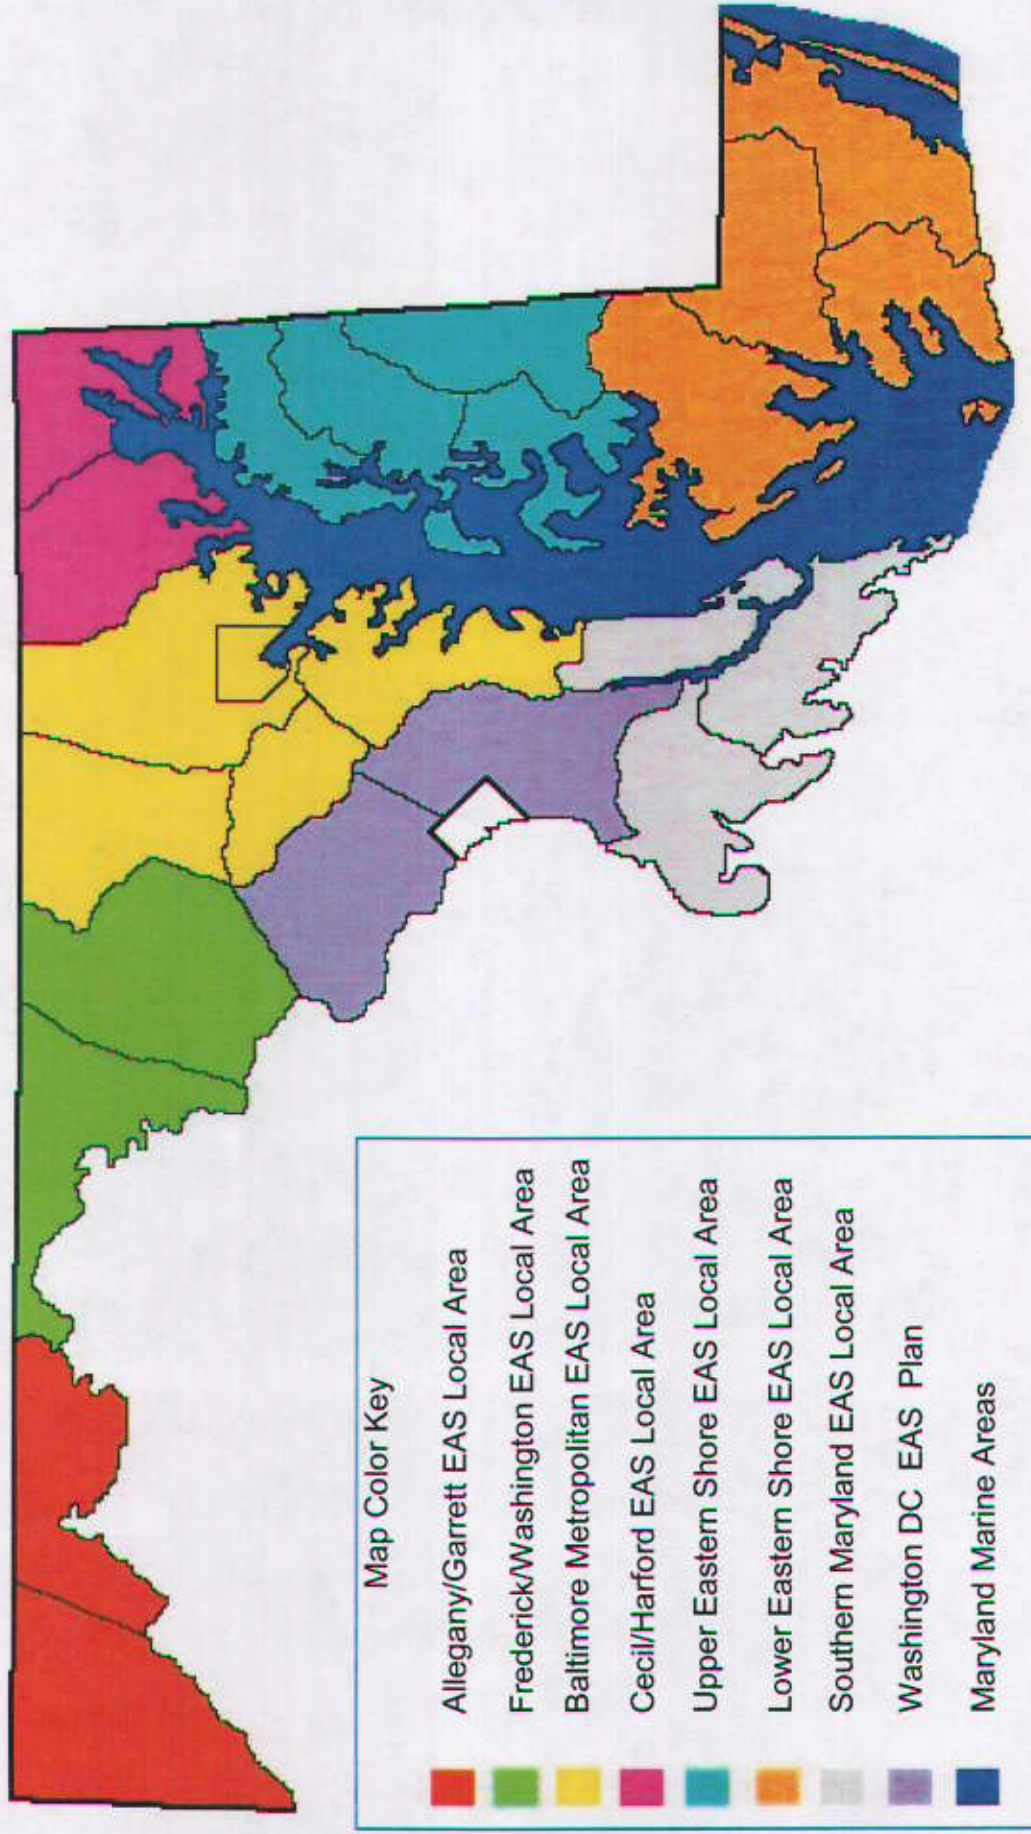 Map Color Key
Allegany/Garrett EAS Local Area
Frederick/Washington EAS Local Area
Baltimore Metropolitan EAS Local Area
Cecil/Harford EAS Local Area
Upper Eastern Shore EAS Local Area
Lower Eastern Shore EAS Local Area
Southern Maryland EAS Local Area
Washington DC EAS Plan
Maryland Marine Areas